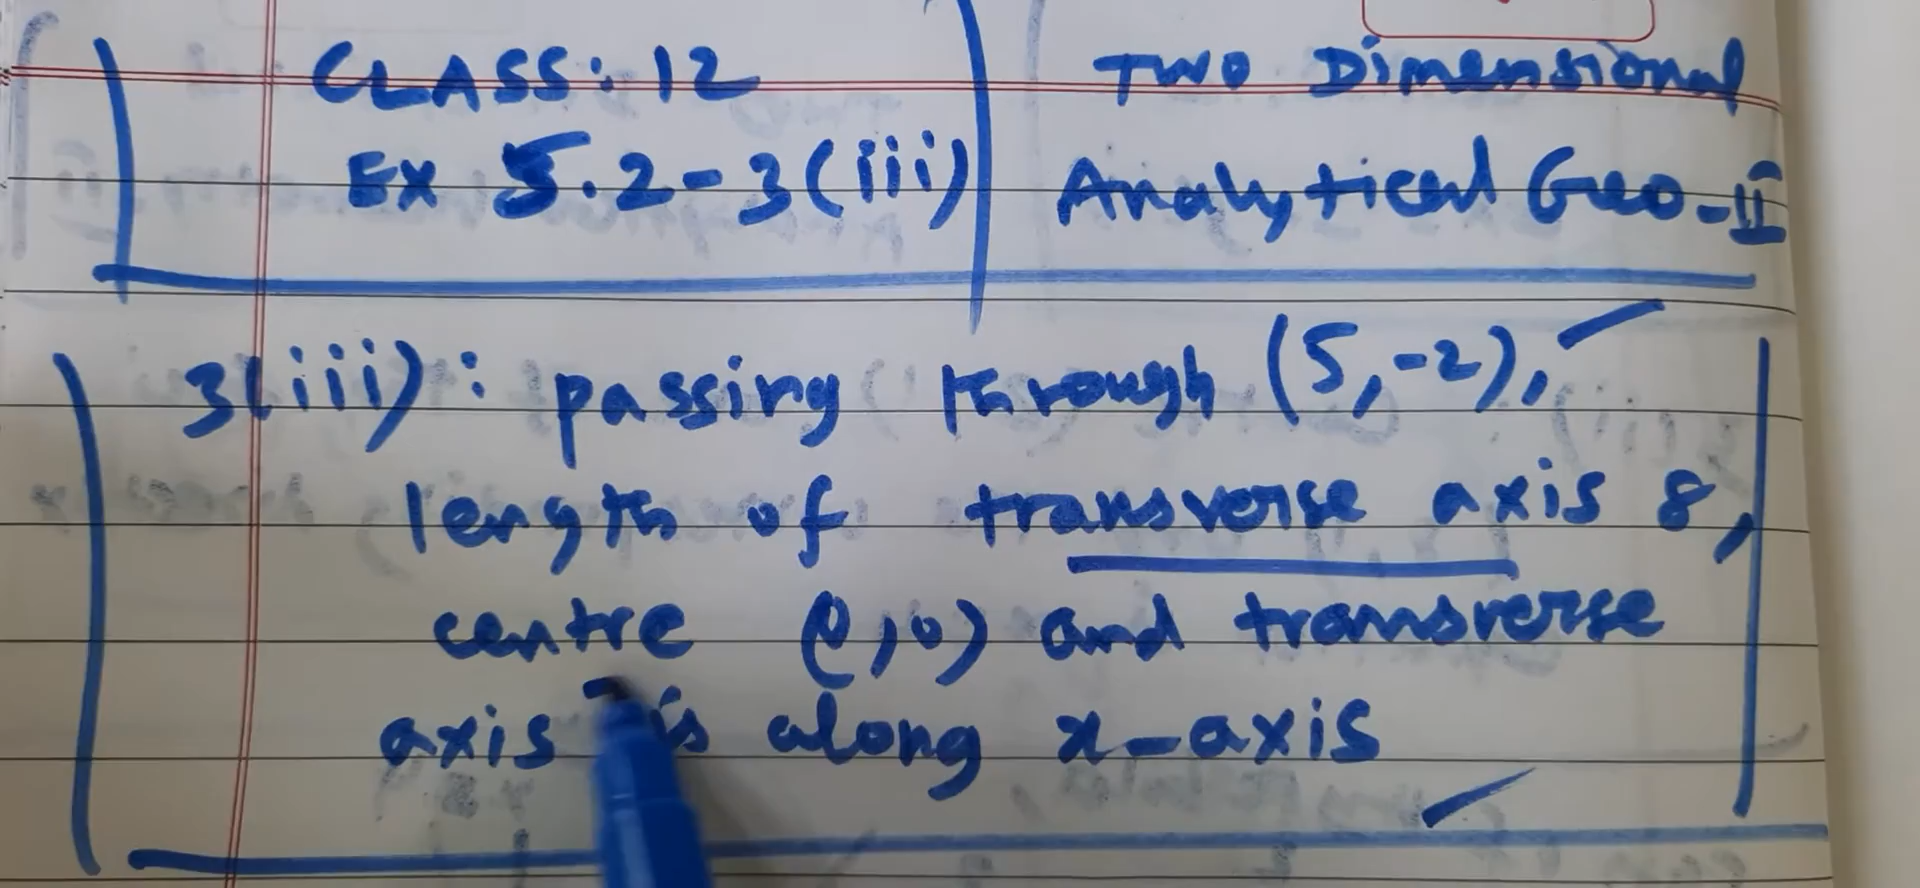 CLASS: 12
EX 5.2-3(iii)
Two Dimensional
Analytical Geo-II
3(iii): passing through (5,-2),
length of transverse axis 8,
centre (0,0) and transverse
axis is along x-axis